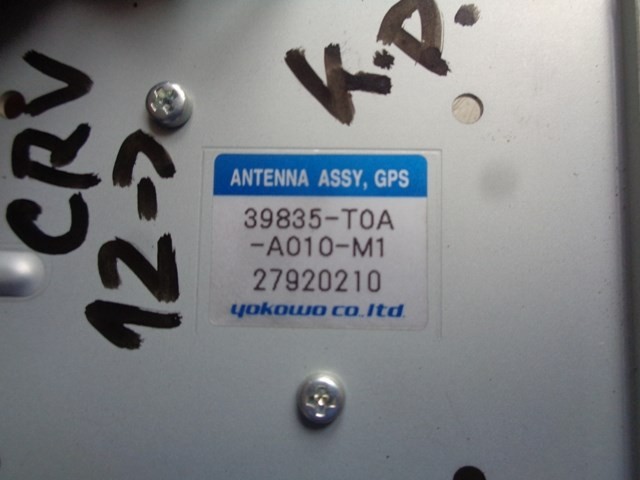 CRV
12->
K.D.
ANTENNA ASSY, GPS
39835-T0A
-A010-M1
27920210
yokowo co.ltd.